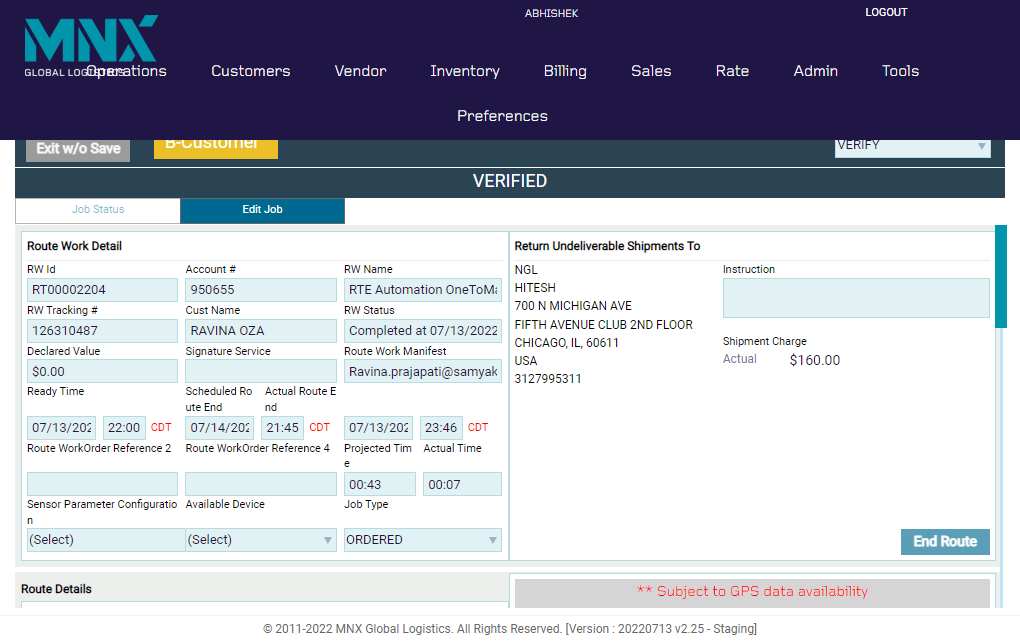 ABHISHEK
LOGOUT
MNX
GLOBAL LOGISTICS
Operations Customers Vendor Inventory Billing Sales Rate Admin Tools
Preferences
Exit w/o Save
B-Customer
VERIFY
VERIFIED
Job Status
Edit Job
Route Work Detail
RW Id Account # RW Name
RT00002204 950655 RTE Automation OneToMa
RW Tracking # Cust Name RW Status
126310487 RAVINA OZA Completed at 07/13/2022
Declared Value Signature Service Route Work Manifest
$0.00 Ravina.prajapati@samyak
Ready Time Scheduled Ro Actual Route E
ute End nd
07/13/202 22:00 CDT 07/14/202 21:45 CDT 07/13/202 23:46 CDT
Route WorkOrder Reference 2 Route WorkOrder Reference 4 Projected Tim Actual Time
e
00:43 00:07
Sensor Parameter Configuratio Available Device Job Type
n
(Select) (Select) ORDERED
Return Undeliverable Shipments To
NGL
HITESH
700 N MICHIGAN AVE
FIFTH AVENUE CLUB 2ND FLOOR
CHICAGO, IL, 60611
USA
3127995311
Instruction
Shipment Charge
Actual $160.00
End Route
Route Details
** Subject to GPS data availability
© 2011-2022 MNX Global Logistics. All Rights Reserved. [Version : 20220713 v2.25 - Staging]